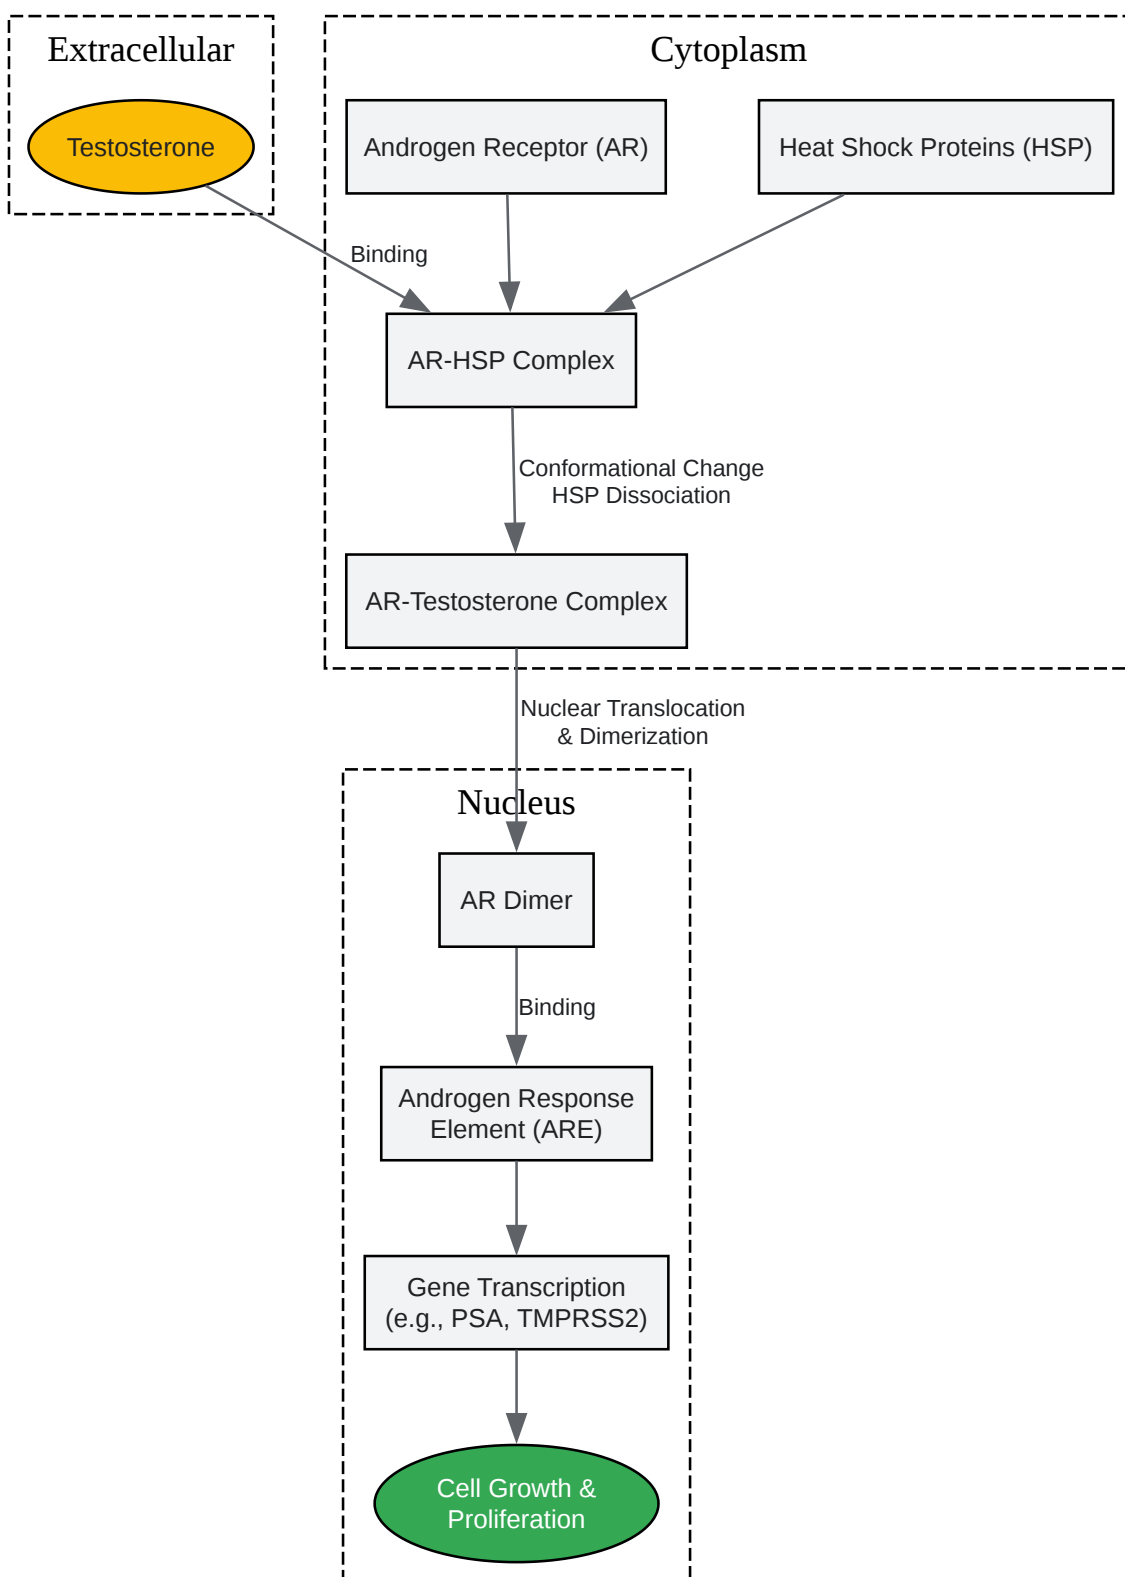 Extracellular
Cytoplasm
Testosterone
Androgen Receptor (AR)
Heat Shock Proteins (HSP)
Binding
AR-HSP Complex
Conformational Change
HSP Dissociation
AR-Testosterone Complex
Nuclear Translocation
& Dimerization
Nucleus
AR Dimer
Binding
Androgen Response
Element (ARE)
Gene Transcription
(e.g., PSA, TMPRSS2)
Cell Growth &
Proliferation